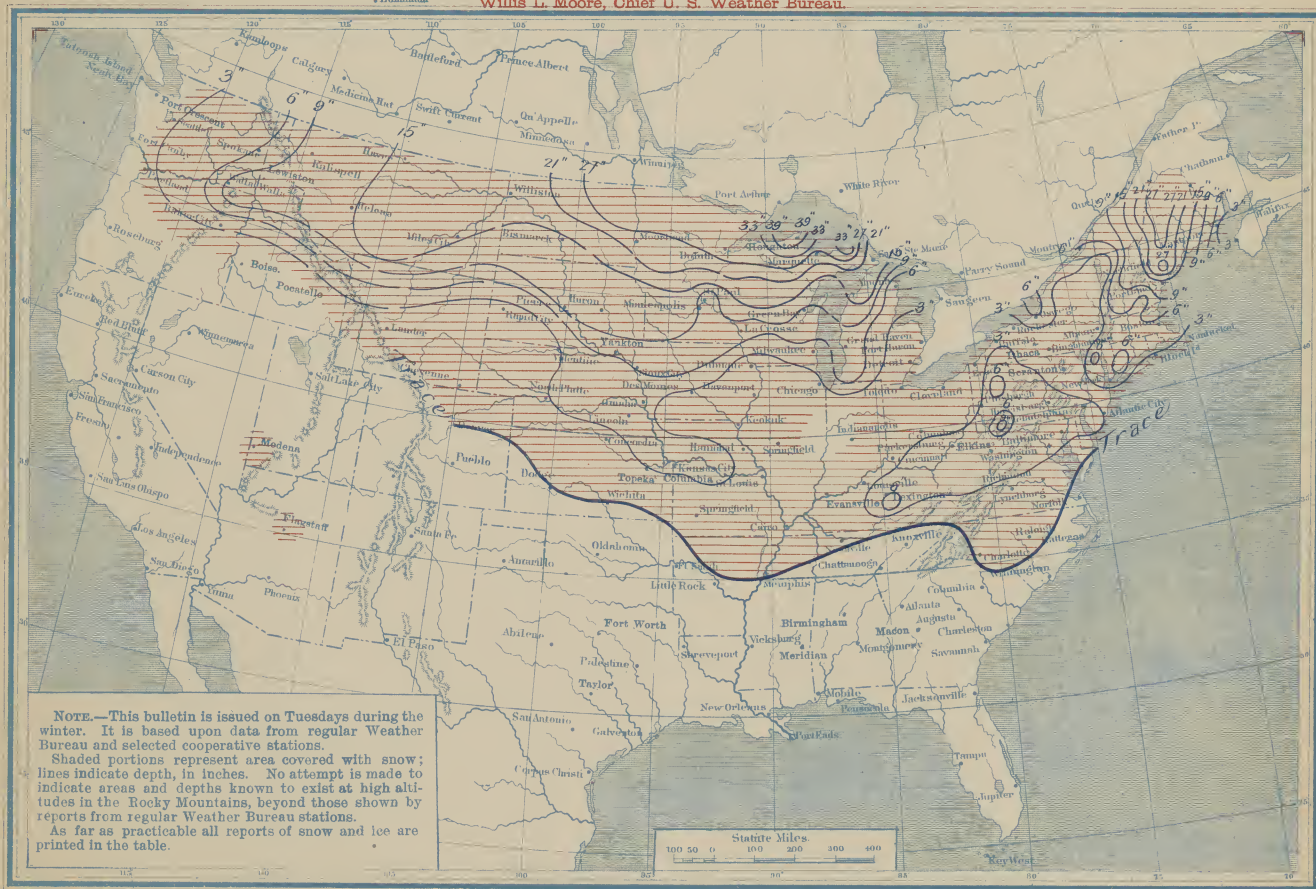 Willis L. Moore, Chief U. S. Weather Bureau.
Tatoosh Island
Neah Bay
Kamloops
Calgary
Medicine Hat
Battleford
Prince Albert
Swift Current
Qu'Appelle
Minnedosa
Winnipeg
Port Arthur
White River
Father Pt.
Chatham
Halifax
Port Crescent
Seattle
Spokane
Kalispell
Havre
Williston
Portland
Walla Walla
Lewiston
Helena
Miles City
Bismarck
Moorhead
Duluth
Houghton
Marquette
Parry Sound
Montreal
Saugeen
Baker City
Roseburg
Boise
Pocatello
Eureka
Red Bluff
Winnemucca
Carson City
Sacramento
San Francisco
Fresno
Independence
San Luis Obispo
Los Angeles
San Diego
Yuma
Phoenix
Flagstaff
Modena
Salt Lake City
Lander
Rapid City
Pierre
Huron
Minneapolis
St. Paul
Green Bay
La Crosse
Yankton
Valentine
Sioux City
Milwaukee
Grand Haven
Port Huron
Detroit
Buffalo
Rochester
Ithaca
Scranton
Binghamton
Boston
Nantucket
North Platte
Omaha
Des Moines
Dubuque
Davenport
Chicago
Toledo
Cleveland
Lincoln
Keokuk
Concordia
Hannibal
Springfield
Indianapolis
Cincinnati
Parkersburg
Elkins
Baltimore
Washington
Atlantic City
Pueblo
Dodge
Topeka
Kansas City
Columbia
St. Louis
Wichita
Springfield
Cairo
Evansville
Louisville
Lexington
Richmond
Lynchburg
Norfolk
Raleigh
Hatteras
Santa Fe
Amarillo
Oklahoma
Ft. Smith
Little Rock
Memphis
Chattanooga
Knoxville
Charlotte
Wilmington
Columbia
Atlanta
Augusta
Charleston
Savannah
El Paso
Abilene
Fort Worth
Palestine
Taylor
Shreveport
Vicksburg
Meridian
Birmingham
Macon
Montgomery
Mobile
Pensacola
Jacksonville
San Antonio
Galveston
Corpus Christi
New Orleans
Port Eads
Tampa
Jupiter
Key West
3"
6" 9"
15"
21" 27"
33" 39" 39" 33" 33" 27" 21"
15"
9"
6"
3"
Trace
Trace
NOTE.—This bulletin is issued on Tuesdays during the
winter. It is based upon data from regular Weather
Bureau and selected cooperative stations.
Shaded portions represent area covered with snow;
lines indicate depth, in inches. No attempt is made to
indicate areas and depths known to exist at high alti-
tudes in the Rocky Mountains, beyond those shown by
reports from regular Weather Bureau stations.
As far as practicable all reports of snow and ice are
printed in the table.
Statute Miles.
100 50 0 100 200 300 400